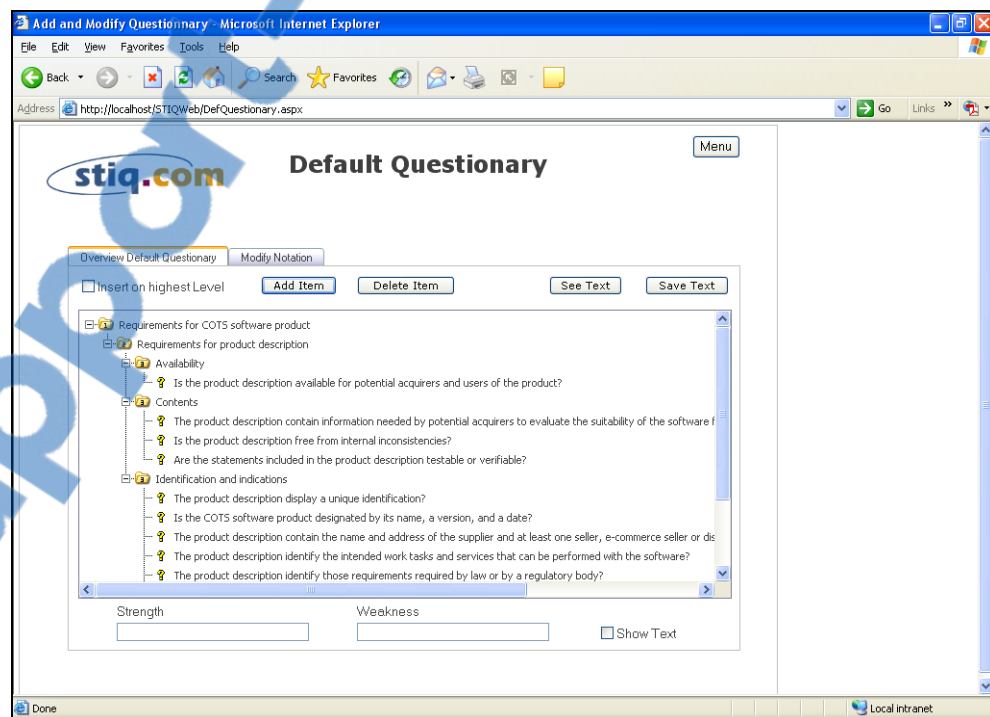 Add and Modify Questionnary - Microsoft Internet Explorer
File Edit View Favorites Tools Help
Back Search Favorites
Address http://localhost/STIQWeb/DefQuestionary.aspx Go Links »
Menu
stiq.com Default Questionary
Overview Default Questionary Modify Notation
Insert on highest Level Add Item Delete Item See Text Save Text
1 Requirements for COTS software product
2 Requirements for product description
3 Availability
? Is the product description available for potential acquirers and users of the product?
3 Contents
? The product description contain information needed by potential acquirers to evaluate the suitability of the software f
? Is the product description free from internal inconsistencies?
? Are the statements included in the product description testable or verifiable?
3 Identification and indications
? The product description display a unique identification?
? Is the COTS software product designated by its name, a version, and a date?
? The product description contain the name and address of the supplier and at least one seller, e-commerce seller or dis
? The product description identify the intended work tasks and services that can be performed with the software?
? The product description identify those requirements required by law or by a regulatory body?
Strength Weakness
Show Text
Done Local intranet